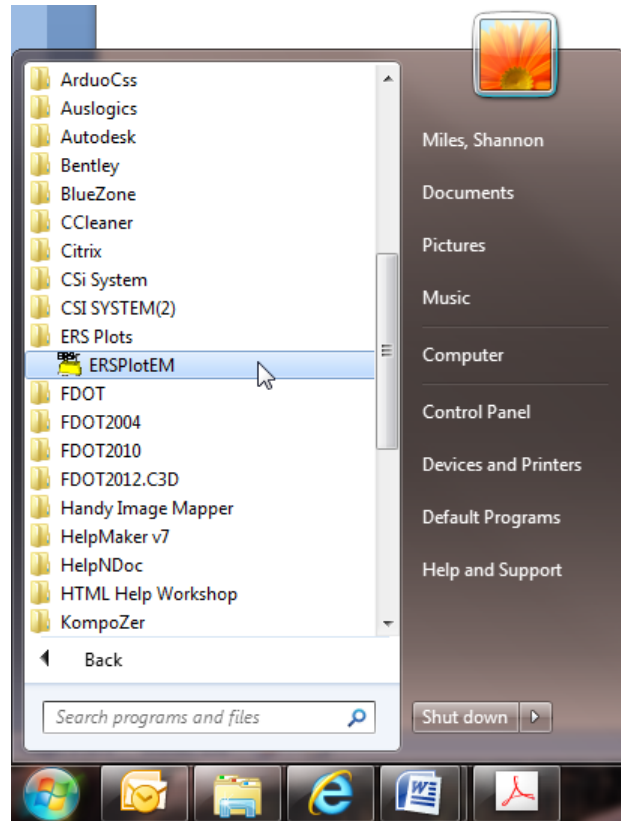 ArduoCss
Auslogics
Autodesk
Bentley
BlueZone
CCleaner
Citrix
CSi System
CSI SYSTEM(2)
ERS Plots
ERSPlotEM
FDOT
FDOT2004
FDOT2010
FDOT2012.C3D
Handy Image Mapper
HelpMaker v7
HelpNDoc
HTML Help Workshop
KompoZer
Back
Search programs and files
Miles, Shannon
Documents
Pictures
Music
Computer
Control Panel
Devices and Printers
Default Programs
Help and Support
Shut down